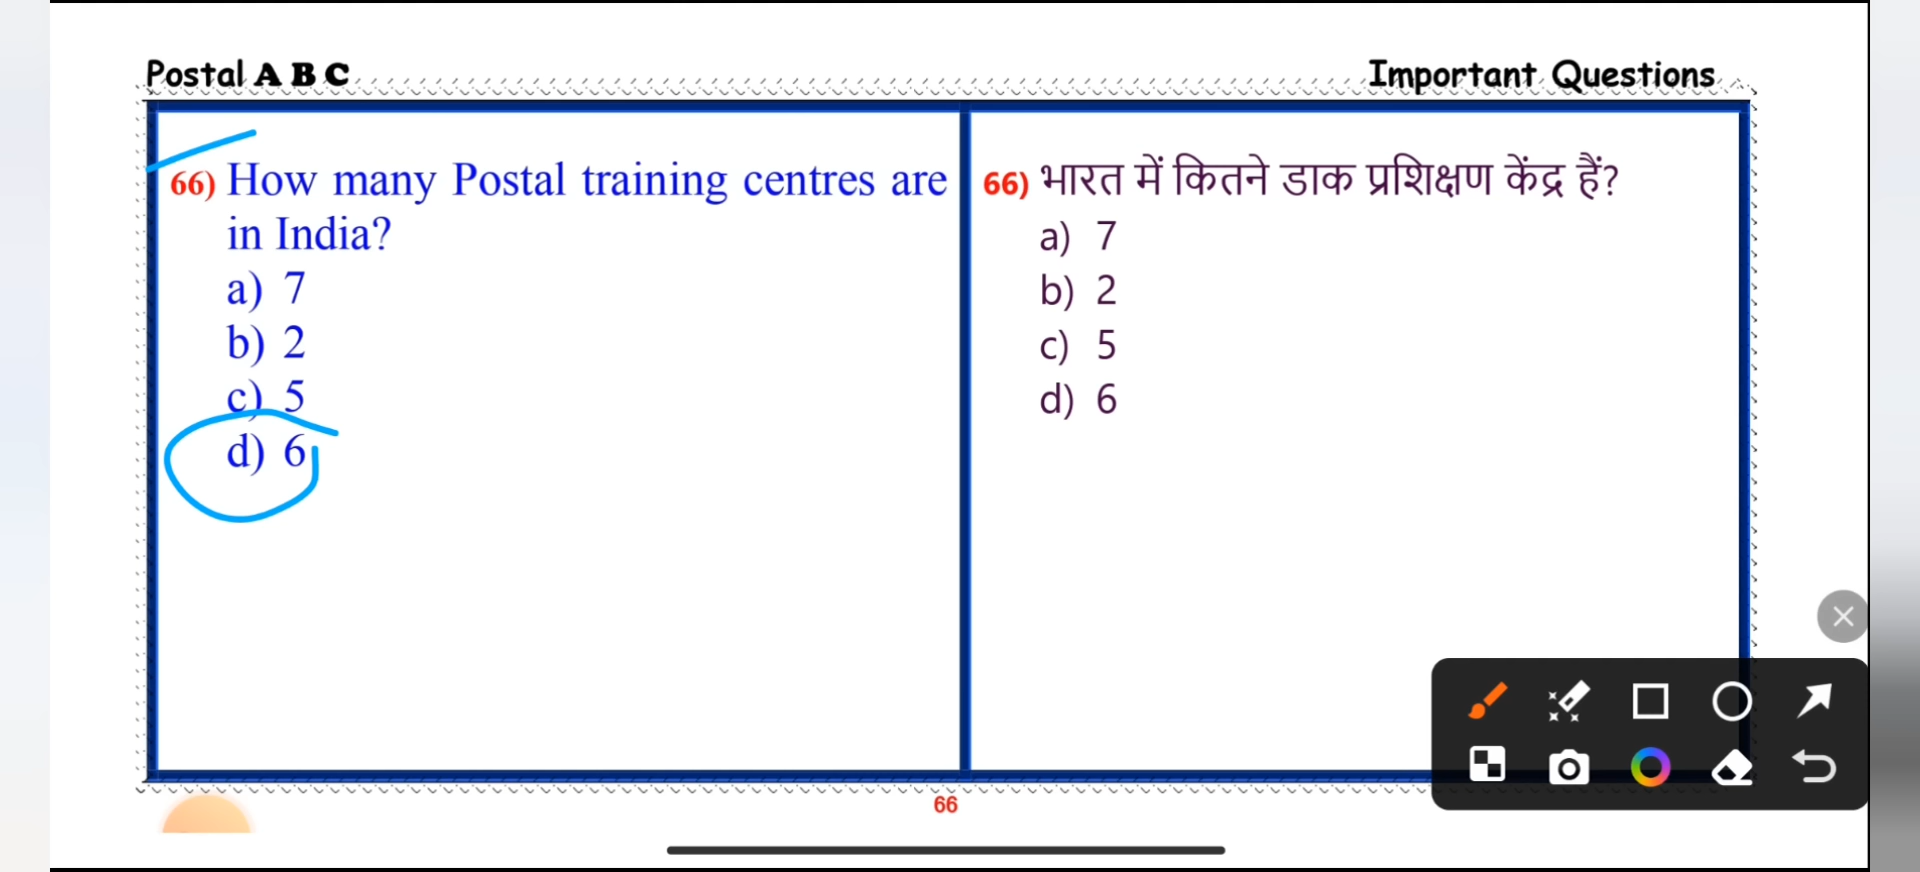 Postal A B C
Important Questions
66) How many Postal training centres are
in India?
a) 7
b) 2
c) 5
d) 6
66) भारत में कितने डाक प्रशिक्षण केंद्र हैं?
a) 7
b) 2
c) 5
d) 6
66